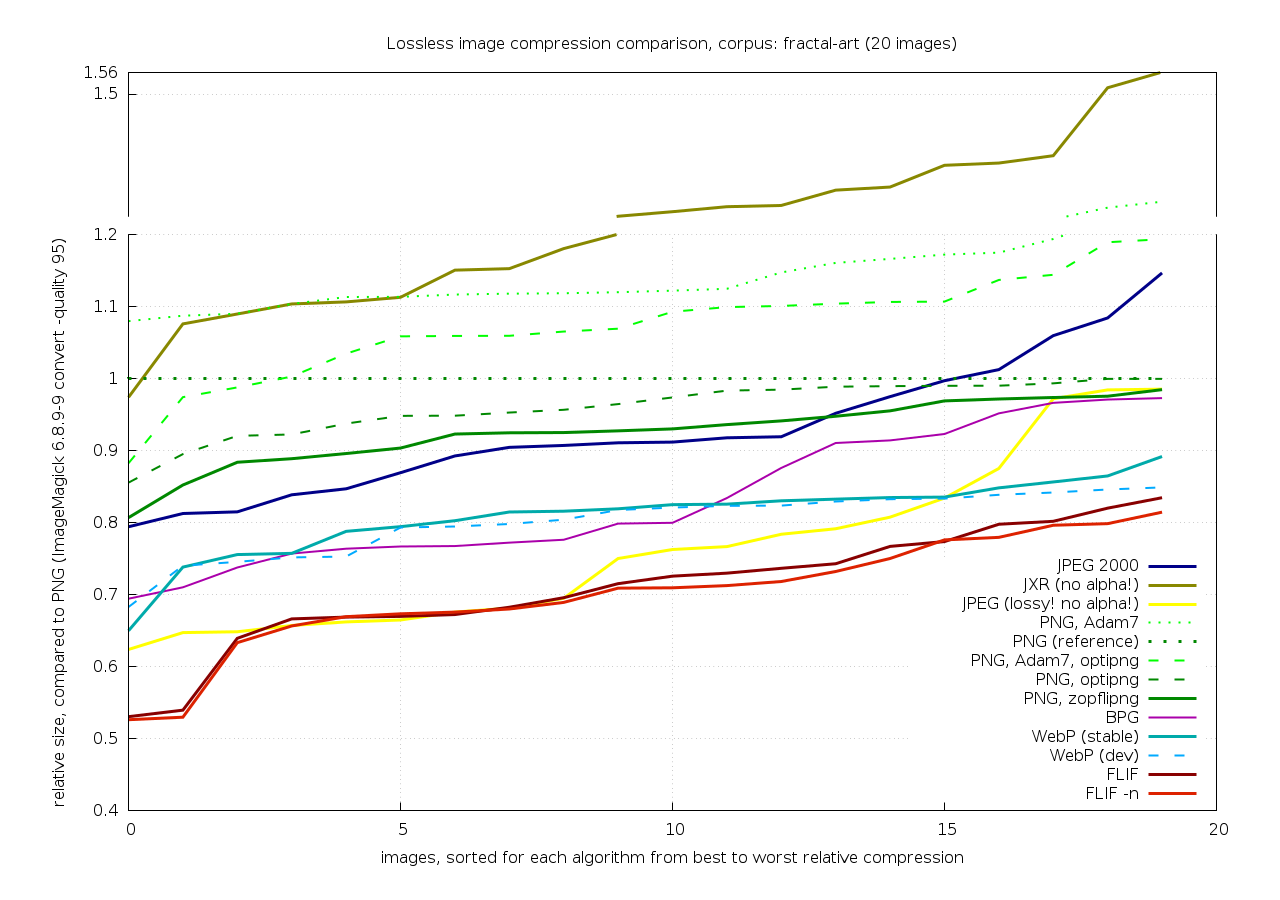 Lossless image compression comparison, corpus: fractal-art (20 images)
1.56
1.5
1.2
1.1
1
0.9
0.8
0.7
0.6
0.5
0.4
relative size, compared to PNG (ImageMagick 6.8.9-9 convert -quality 95)
JPEG 2000
JXR (no alpha!)
JPEG (lossy! no alpha!)
PNG, Adam7
PNG (reference)
PNG, Adam7, optipng
PNG, optipng
PNG, zopflipng
BPG
WebP (stable)
WebP (dev)
FLIF
FLIF -n
0 5 10 15 20
images, sorted for each algorithm from best to worst relative compression